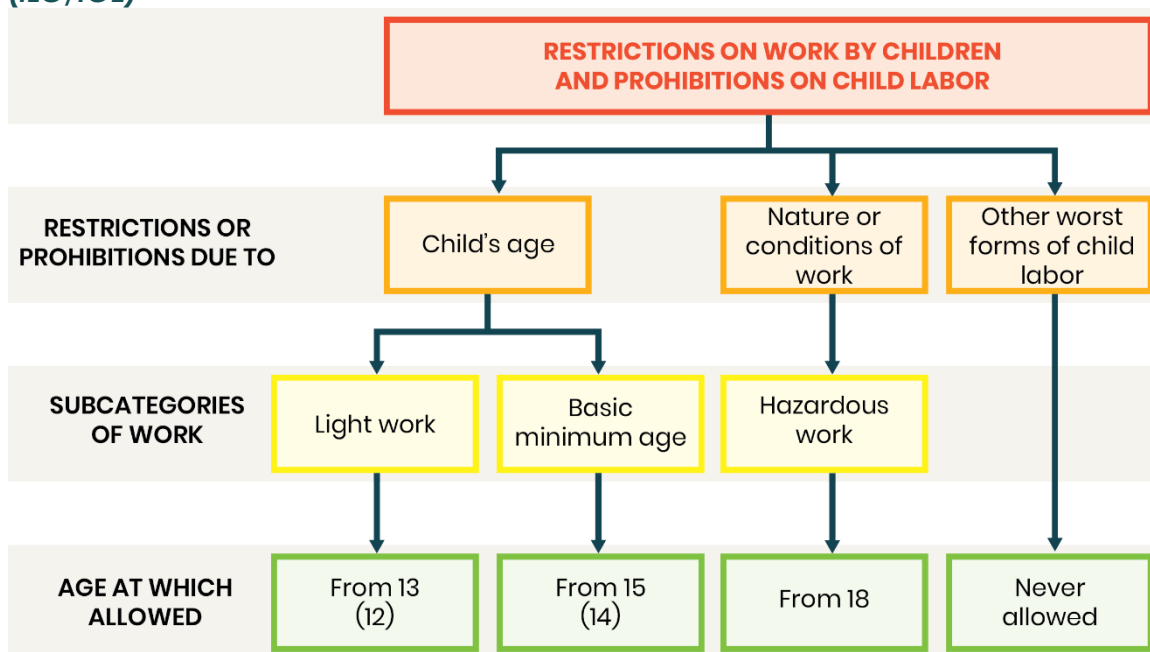 RESTRICTIONS ON WORK BY CHILDREN
AND PROHIBITIONS ON CHILD LABOR
RESTRICTIONS OR
PROHIBITIONS DUE TO
Child's age
Nature or
conditions of
work
Other worst
forms of child
labor
SUBCATEGORIES
OF WORK
Light work
Basic
minimum age
Hazardous
work
AGE AT WHICH
ALLOWED
From 13
(12)
From 15
(14)
From 18
Never
allowed